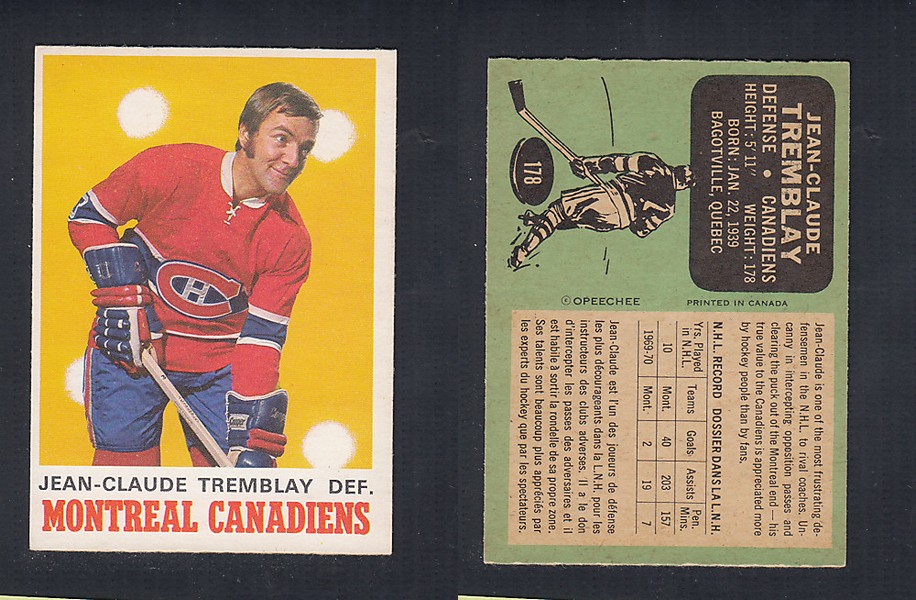 JEAN-CLAUDE TREMBLAY DEF.
MONTREAL CANADIENS
JEAN-CLAUDE
TREMBLAY
DEFENSE • CANADIENS
HEIGHT: 5' 11" WEIGHT: 178
BORN: JAN. 22, 1939
BAGOTVILLE, QUEBEC
178
© OPEECHEE PRINTED IN CANADA
Jean-Claude is one of the most frustrating de-
fensemen in the N.H.L. to rival coaches. Un-
canny in intercepting opposition passes and
clearing the puck out of the Montreal end — his
true value to the Canadiens is appreciated more
by hockey people than by fans.
N.H.L. RECORD DOSSIER DANS LA L.N.H.
Yrs. Played in N.H.L. Teams Goals Assists Pen. Mins.
10 Mont. 40 203 157
1969-70 Mont. 2 19 7
Jean-Claude est l'un des joueurs de défense
les plus décourageants dans la L.N.H. pour les
instructeurs des clubs adverses. Il a le don
d'intercepter les passes des adversaires et il
est habile à sortir la rondelle de sa propre zone.
Ses talents sont beaucoup plus appréciés par
les experts du hockey que par les spectateurs.